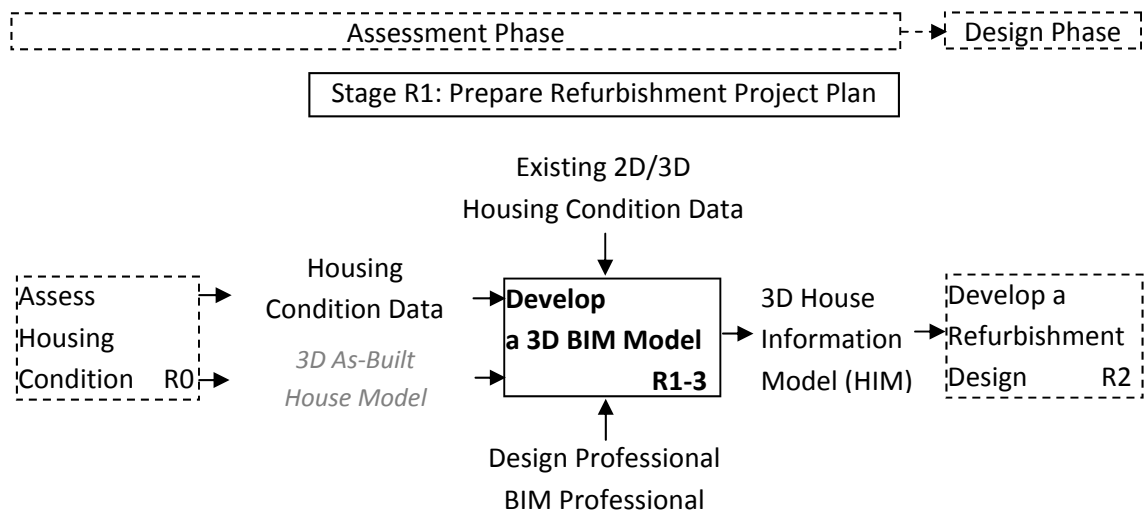 Assessment Phase
Design Phase
Stage R1: Prepare Refurbishment Project Plan
Existing 2D/3D
Housing Condition Data
Assess
Housing
Condition R0
Housing
Condition Data
3D As-Built
House Model
Develop
a 3D BIM Model
R1-3
3D House
Information
Model (HIM)
Develop a
Refurbishment
Design R2
Design Professional
BIM Professional